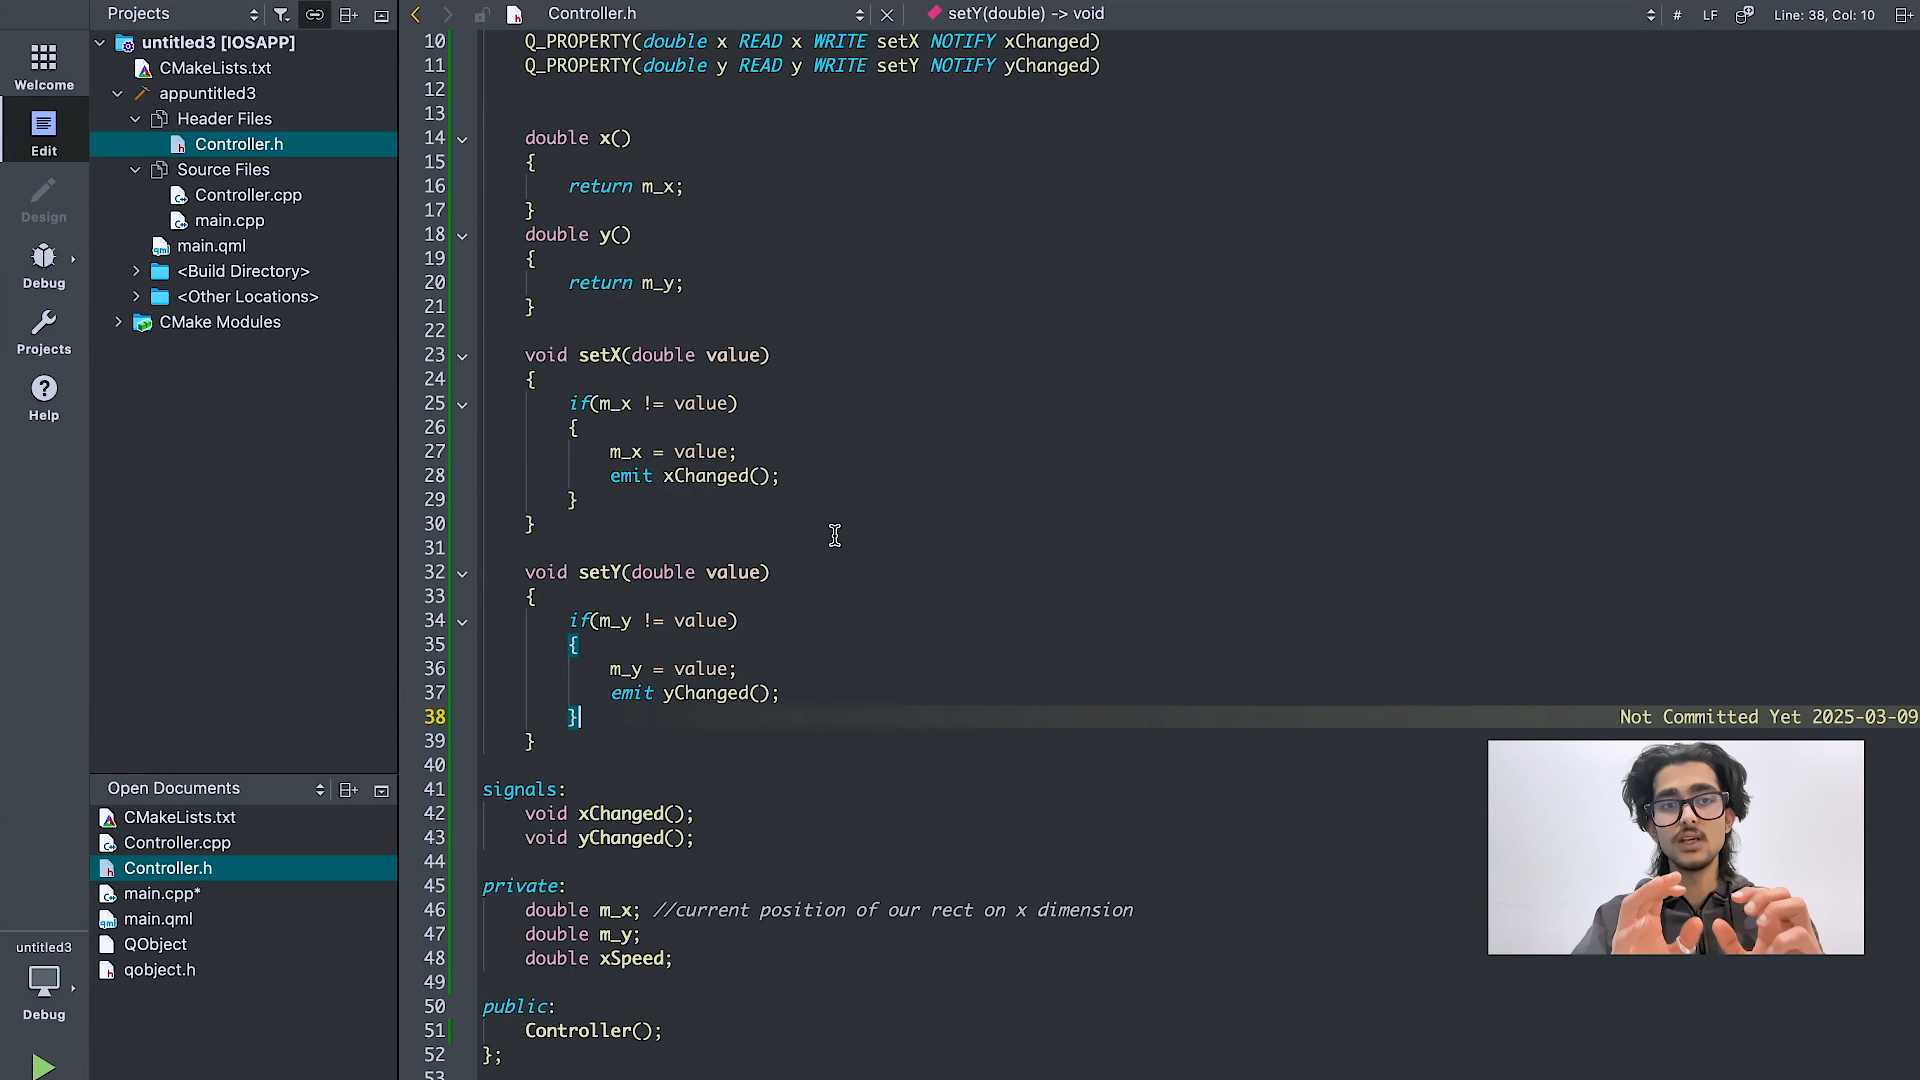 Projects
Controller.h
setY(double) -> void
#
LF
Line: 38, Col: 10
Welcome
Edit
Design
Debug
Projects
Help
untitled3
Debug
untitled3 [IOSAPP]
CMakeLists.txt
appuntitled3
Header Files
Controller.h
Source Files
Controller.cpp
main.cpp
main.qml
<Build Directory>
<Other Locations>
CMake Modules
Open Documents
CMakeLists.txt
Controller.cpp
Controller.h
main.cpp*
main.qml
QObject
qobject.h
10 Q_PROPERTY(double x READ x WRITE setX NOTIFY xChanged)
11 Q_PROPERTY(double y READ y WRITE setY NOTIFY yChanged)
12
13
14 double x()
15 {
16 return m_x;
17 }
18 double y()
19 {
20 return m_y;
21 }
22
23 void setX(double value)
24 {
25 if(m_x != value)
26 {
27 m_x = value;
28 emit xChanged();
29 }
30 }
31
32 void setY(double value)
33 {
34 if(m_y != value)
35 {
36 m_y = value;
37 emit yChanged();
38 } Not Committed Yet 2025-03-09
39 }
40
41 signals:
42 void xChanged();
43 void yChanged();
44
45 private:
46 double m_x; //current position of our rect on x dimension
47 double m_y;
48 double xSpeed;
49
50 public:
51 Controller();
52 };
53